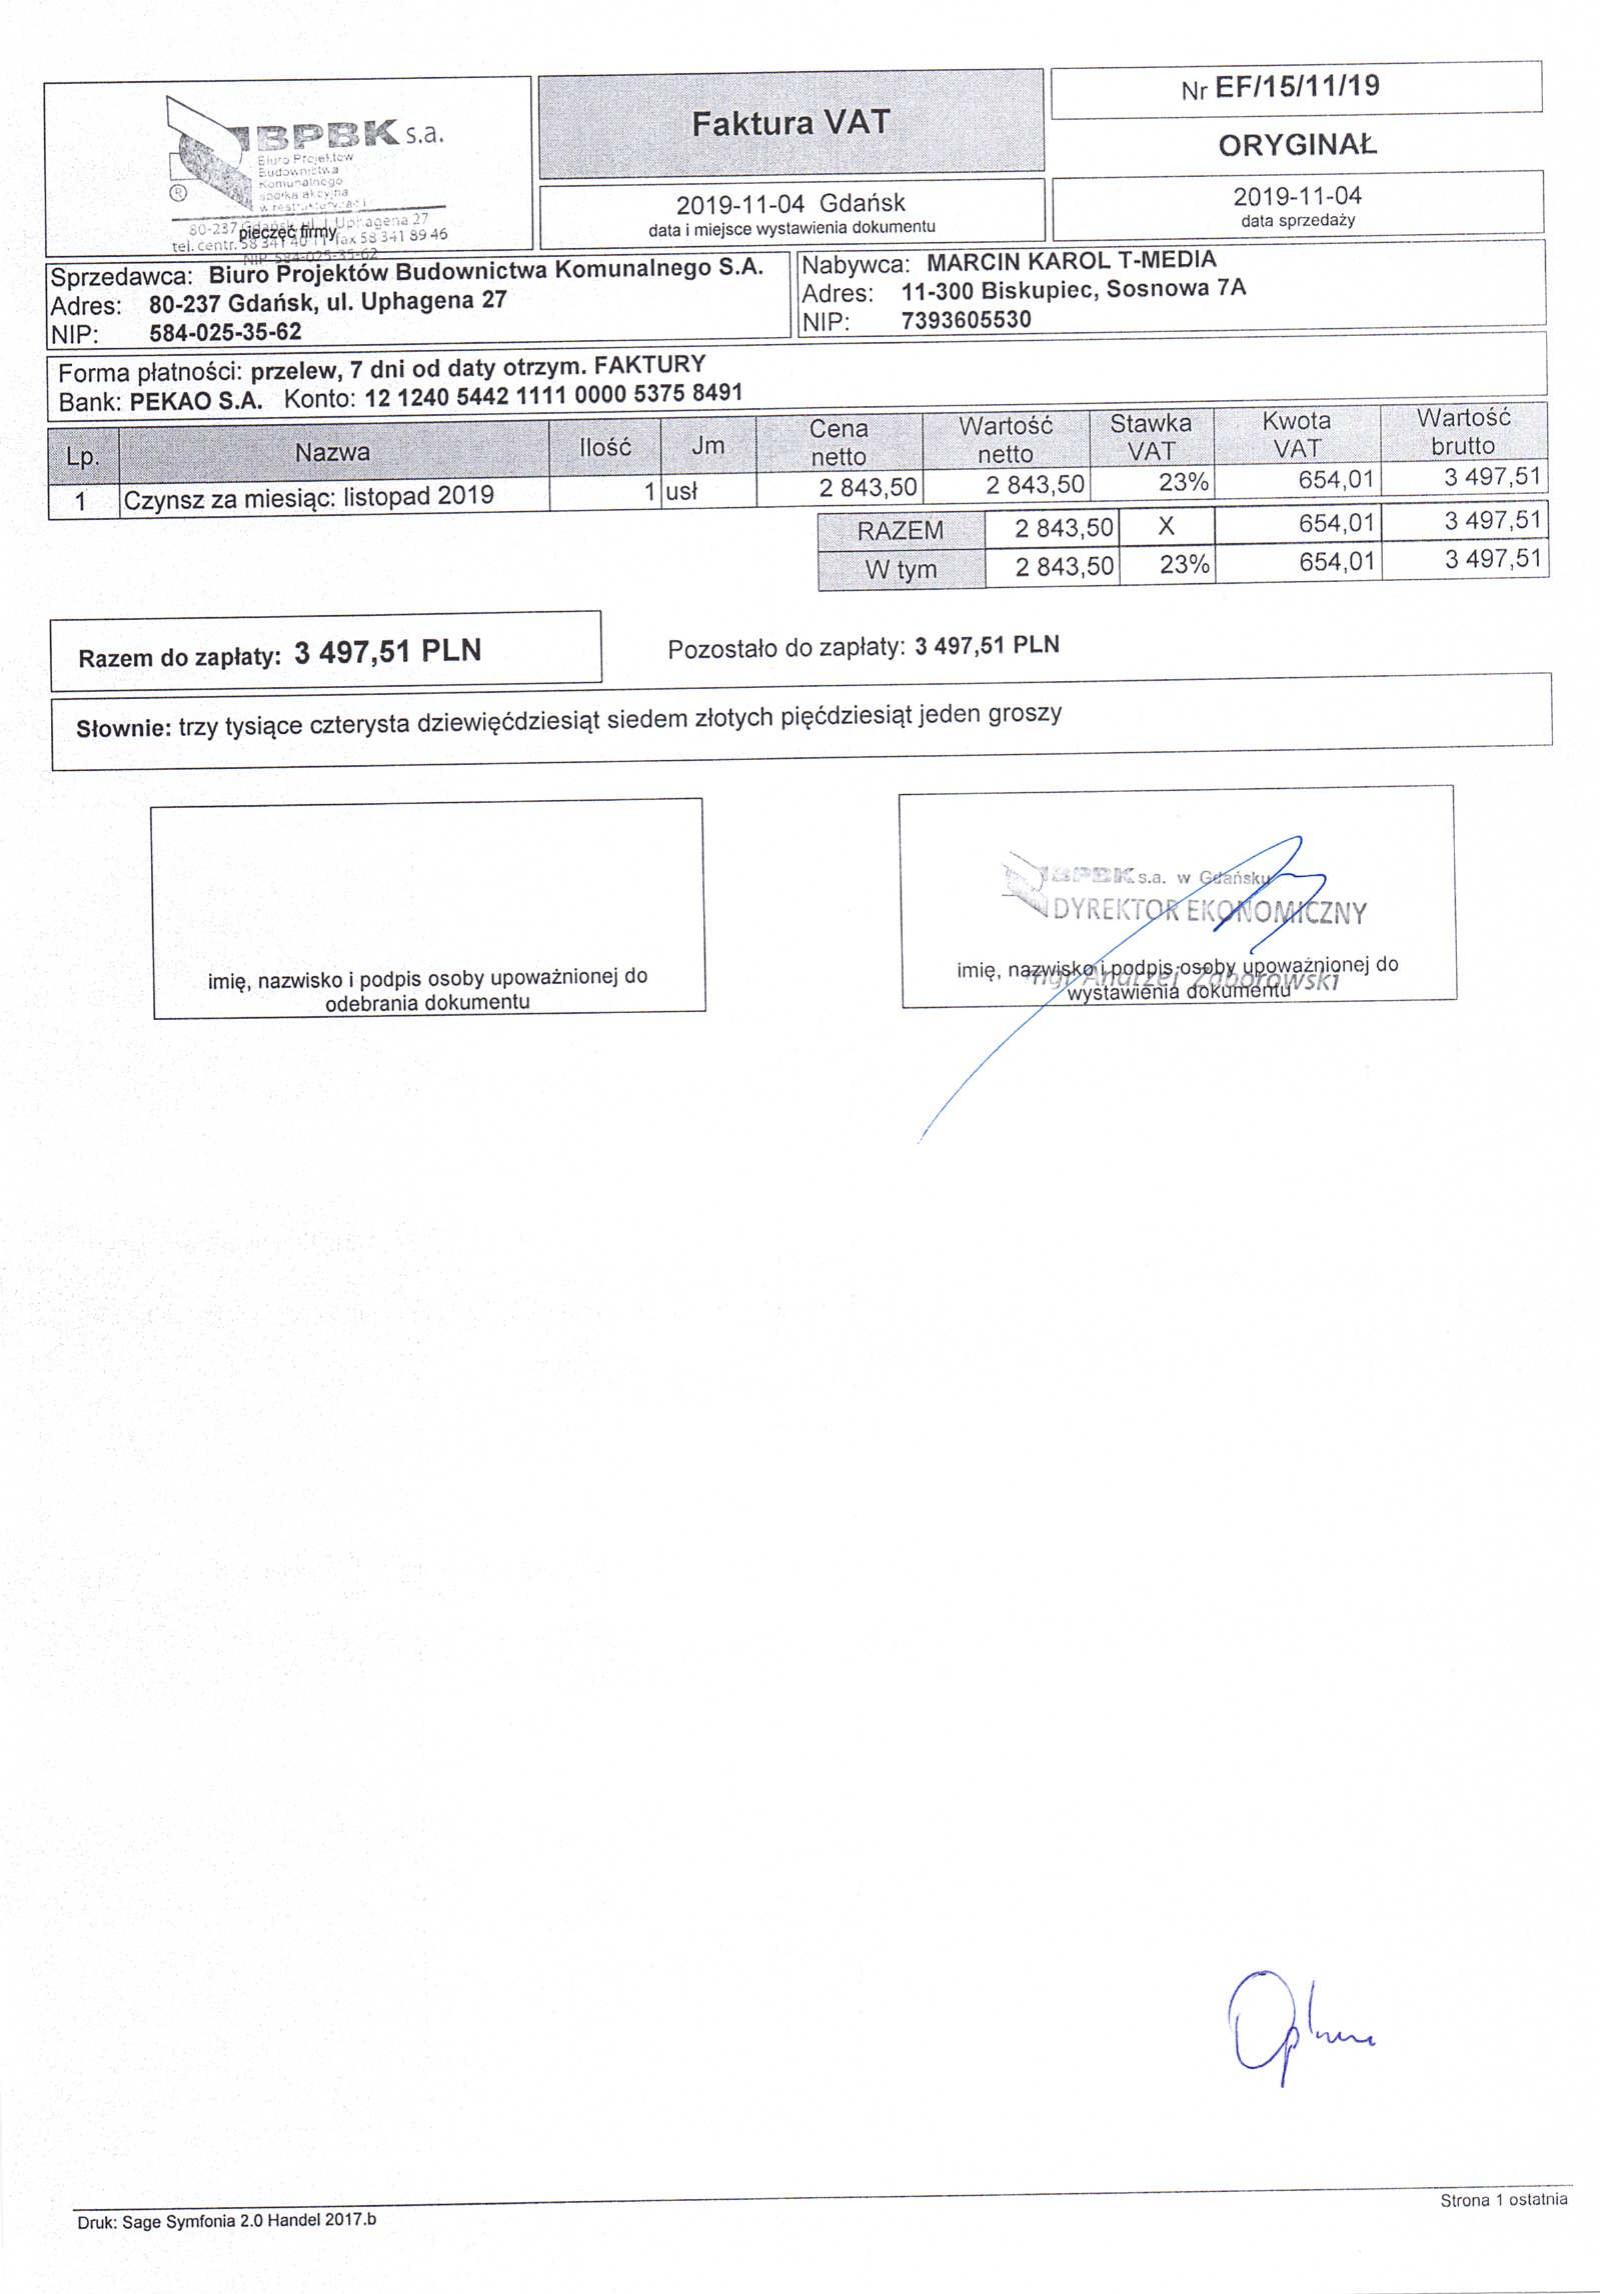 BPBK s.a.
Biuro Projektów
Budownictwa
Komunalnego
spółka akcyjna
w restrukturyzacji
80-237 Gdańsk, ul. J. Uphagena 27
pieczęć firmy
tel. centr. 58 341 40 11 fax 58 341 89 46
NIP 584-025-35-62
Faktura VAT
2019-11-04 Gdańsk
data i miejsce wystawienia dokumentu
Nr EF/15/11/19
ORYGINAŁ
2019-11-04
data sprzedaży
Sprzedawca: Biuro Projektów Budownictwa Komunalnego S.A.
Adres: 80-237 Gdańsk, ul. Uphagena 27
NIP: 584-025-35-62
Nabywca: MARCIN KAROL T-MEDIA
Adres: 11-300 Biskupiec, Sosnowa 7A
NIP: 7393605530
Forma płatności: przelew, 7 dni od daty otrzym. FAKTURY
Bank: PEKAO S.A. Konto: 12 1240 5442 1111 0000 5375 8491
Lp. Nazwa Ilość Jm Cena netto Wartość netto Stawka VAT Kwota VAT Wartość brutto
1 Czynsz za miesiąc: listopad 2019 1 usł 2 843,50 2 843,50 23% 654,01 3 497,51
RAZEM 2 843,50 X 654,01 3 497,51
W tym 2 843,50 23% 654,01 3 497,51
Razem do zapłaty: 3 497,51 PLN
Pozostało do zapłaty: 3 497,51 PLN
Słownie: trzy tysiące czterysta dziewięćdziesiąt siedem złotych pięćdziesiąt jeden groszy
imię, nazwisko i podpis osoby upoważnionej do
odebrania dokumentu
BPBK s.a. w Gdańsku
DYREKTOR EKONOMICZNY
imię, nazwisko i podpis osoby upoważnionej do
mgr Andrzej Zaborowski
wystawienia dokumentu
Druk: Sage Symfonia 2.0 Handel 2017.b
Strona 1 ostatnia